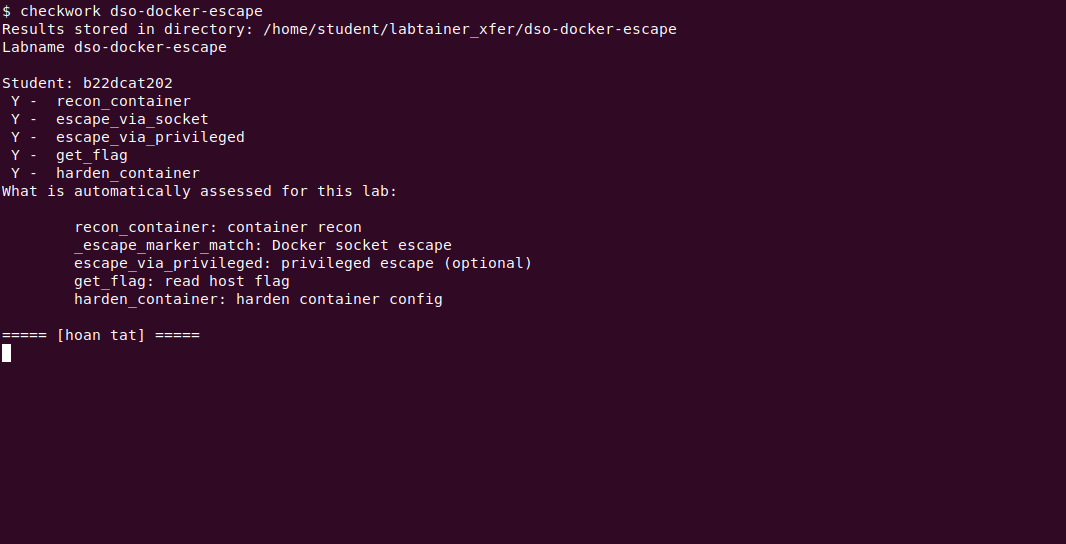 $ checkwork dso-docker-escape
Results stored in directory: /home/student/labtainer_xfer/dso-docker-escape
Labname dso-docker-escape
Student: b22dcat202
Y -  recon_container
Y -  escape_via_socket
Y -  escape_via_privileged
Y -  get_flag
Y -  harden_container
What is automatically assessed for this lab:
recon_container: container recon
_escape_marker_match: Docker socket escape
escape_via_privileged: privileged escape (optional)
get_flag: read host flag
harden_container: harden container config
===== [hoan tat] =====